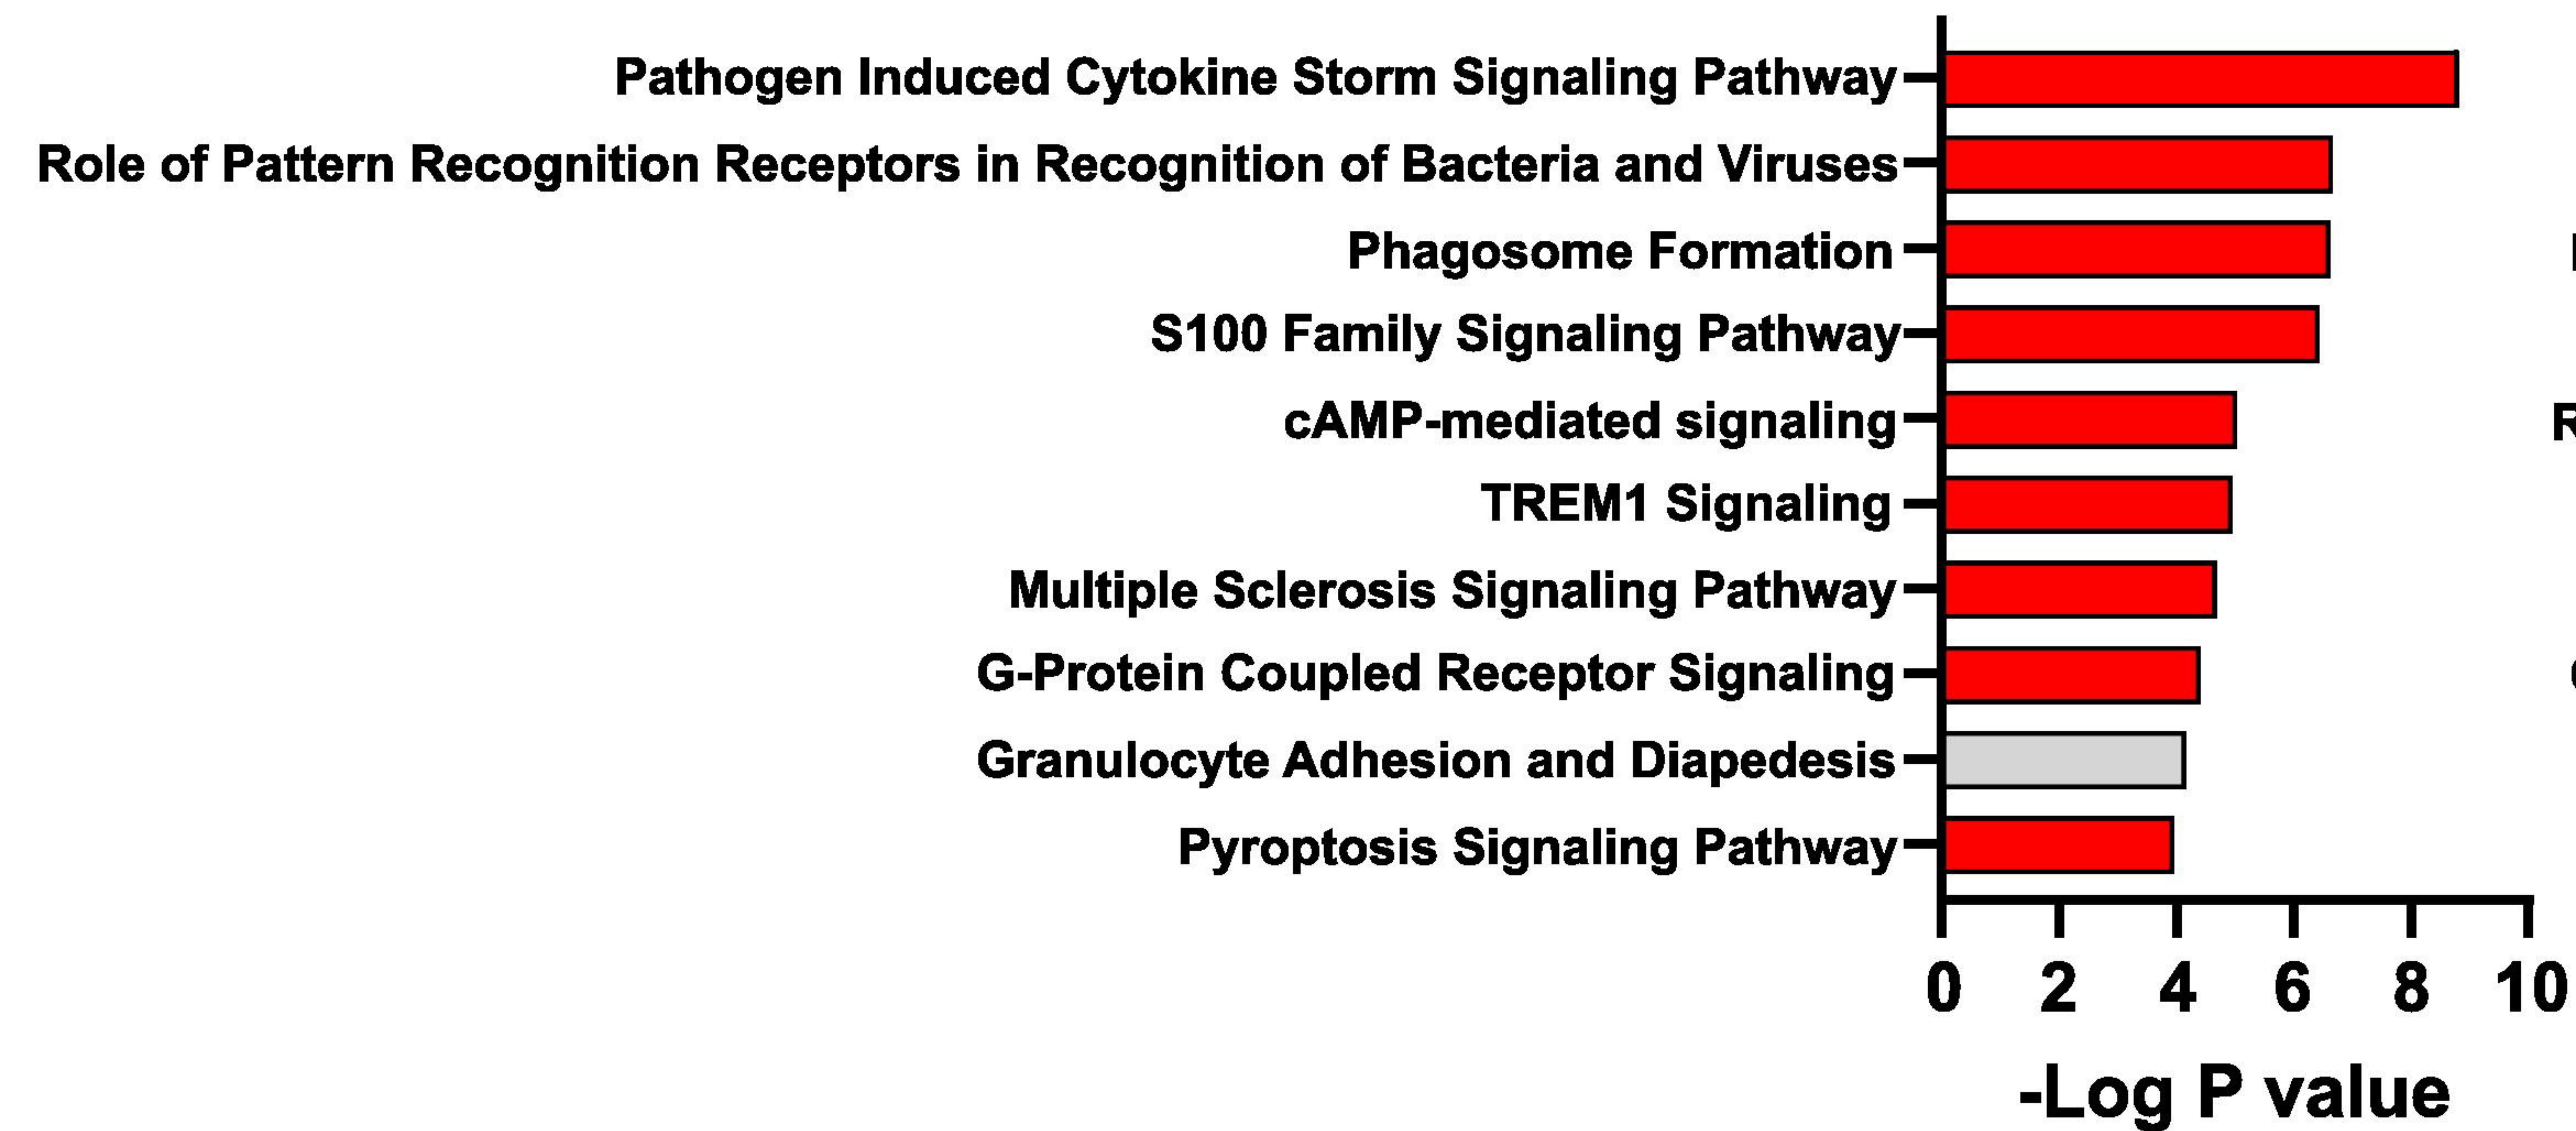 Pathogen Induced Cytokine Storm Signaling Pathway
Role of Pattern Recognition Receptors in Recognition of Bacteria and Viruses
Phagosome Formation
S100 Family Signaling Pathway
cAMP-mediated signaling
TREM1 Signaling
Multiple Sclerosis Signaling Pathway
G-Protein Coupled Receptor Signaling
Granulocyte Adhesion and Diapedesis
Pyroptosis Signaling Pathway
0 2 4 6 8 10
-Log P value